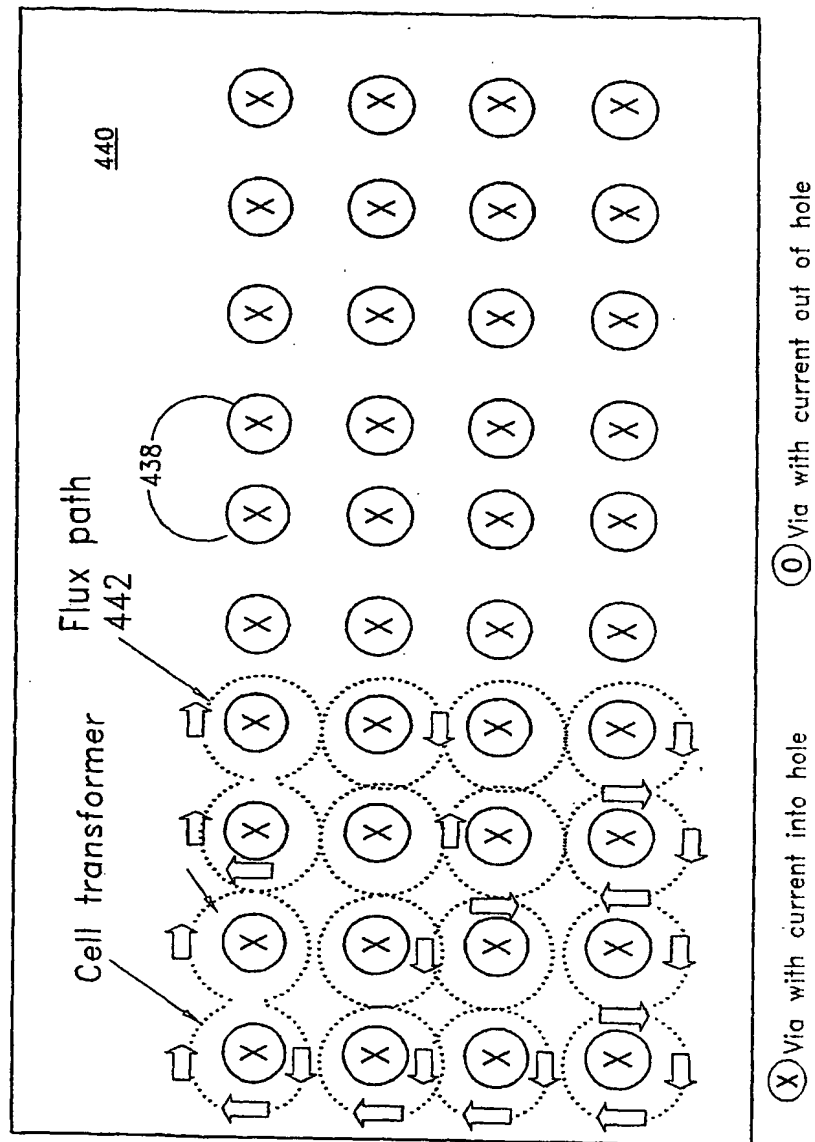 Cell transformer
Flux path
442
440
438
X X X X X X X X X X
X X X X X X X X X X
X X X X X X X X X X
X X X X X X X X X X
X Via with current into hole
O Via with current out of hole